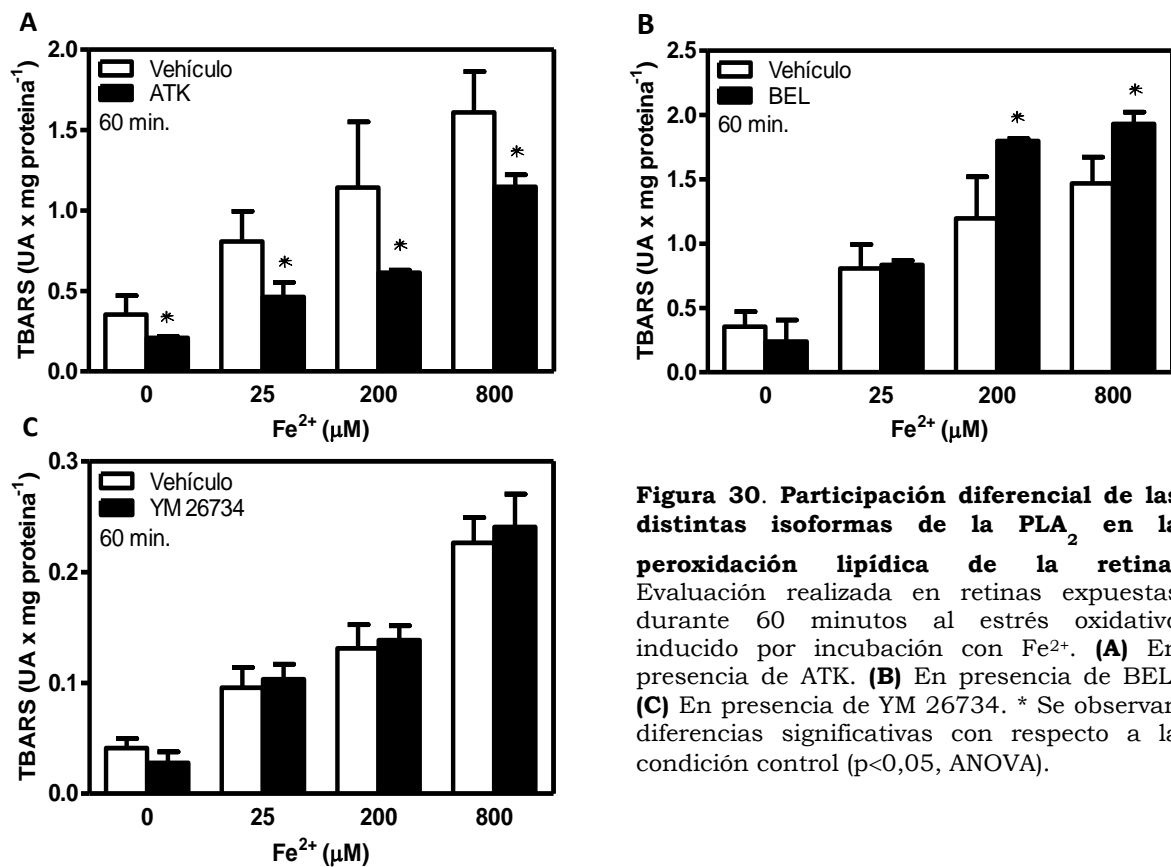 A
TBARS (UA x mg proteina-1)
2.0
1.5
1.0
0.5
0.0
Vehículo
ATK
60 min.
*
*
*
*
0 25 200 800
Fe2+ (μM)
B
TBARS (UA x mg proteina-1)
2.5
2.0
1.5
1.0
0.5
0.0
Vehículo
BEL
60 min.
*
*
0 25 200 800
Fe2+ (μM)
C
TBARS (UA x mg proteina-1)
0.3
0.2
0.1
0.0
Vehículo
YM 26734
60 min.
0 25 200 800
Fe2+ (μM)
Figura 30. Participación diferencial de las
distintas isoformas de la PLA2 en la
peroxidación lipídica de la retina
Evaluación realizada en retinas expuestas
durante 60 minutos al estrés oxidativo
inducido por incubación con Fe2+. (A) En
presencia de ATK. (B) En presencia de BEL
(C) En presencia de YM 26734. * Se observan
diferencias significativas con respecto a la
condición control (p<0,05, ANOVA).